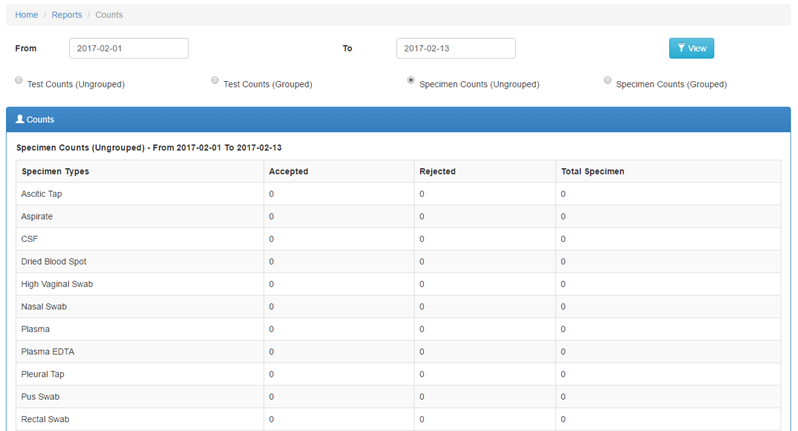 Home / Reports / Counts
From 2017-02-01 To 2017-02-13 View
Test Counts (Ungrouped) Test Counts (Grouped) Specimen Counts (Ungrouped) Specimen Counts (Grouped)
Counts
Specimen Counts (Ungrouped) - From 2017-02-01 To 2017-02-13
Specimen Types Accepted Rejected Total Specimen
Ascitic Tap 0 0 0
Aspirate 0 0 0
CSF 0 0 0
Dried Blood Spot 0 0 0
High Vaginal Swab 0 0 0
Nasal Swab 0 0 0
Plasma 0 0 0
Plasma EDTA 0 0 0
Pleural Tap 0 0 0
Pus Swab 0 0 0
Rectal Swab 0 0 0